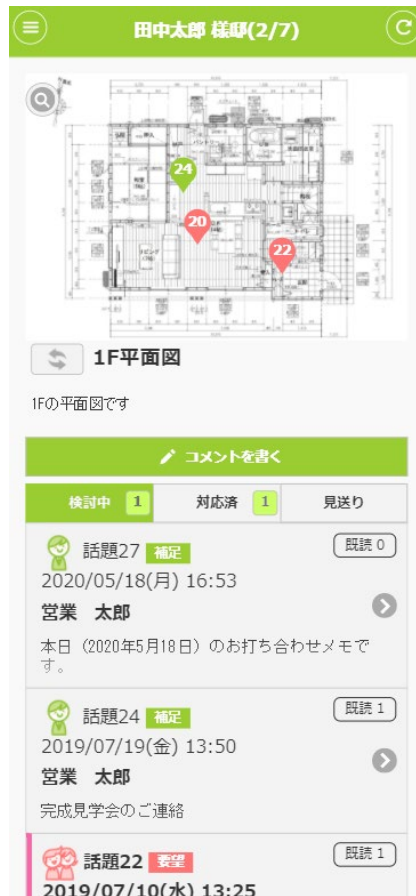 田中太郎 様邸(2/7)
24
20
22
1F平面図
1Fの平面図です
コメントを書く
検討中 1 対応済 1 見送り
話題27 補足 既読 0
2020/05/18(月) 16:53
営業　太郎
本日（2020年5月18日）のお打ち合わせメモで
す。
話題24 補足 既読 1
2019/07/19(金) 13:50
営業　太郎
完成見学会のご連絡
話題22 要望 既読 1
2019/07/10(水) 13:25